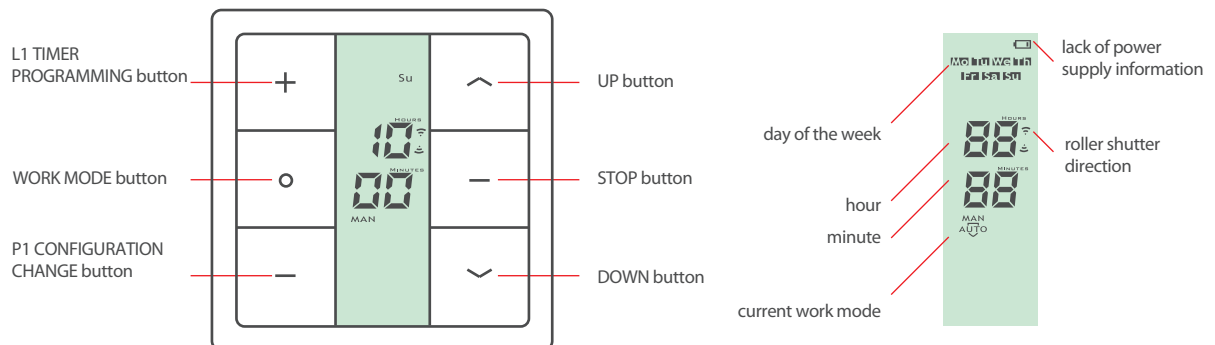 L1 TIMER
PROGRAMMING button
WORK MODE button
P1 CONFIGURATION
CHANGE button
Su
HOURS
10
MINUTES
00
MAN
UP button
STOP button
DOWN button
lack of power
supply information
Mo Tu We Th
Fr Sa Su
day of the week
HOURS
88
roller shutter
direction
MINUTES
88
hour
minute
MAN
AUTO
current work mode